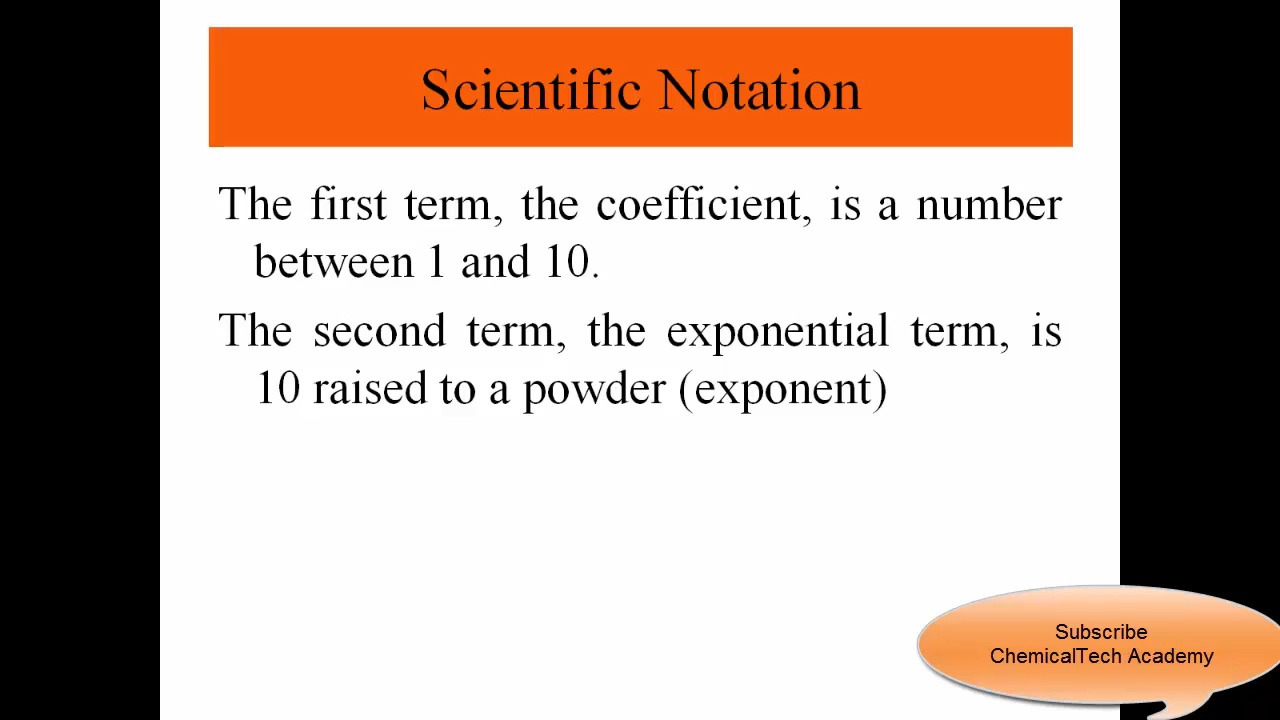 Scientific Notation
The first term, the coefficient, is a number
between 1 and 10.
The second term, the exponential term, is
10 raised to a powder (exponent)
Subscribe
ChemicalTech Academy